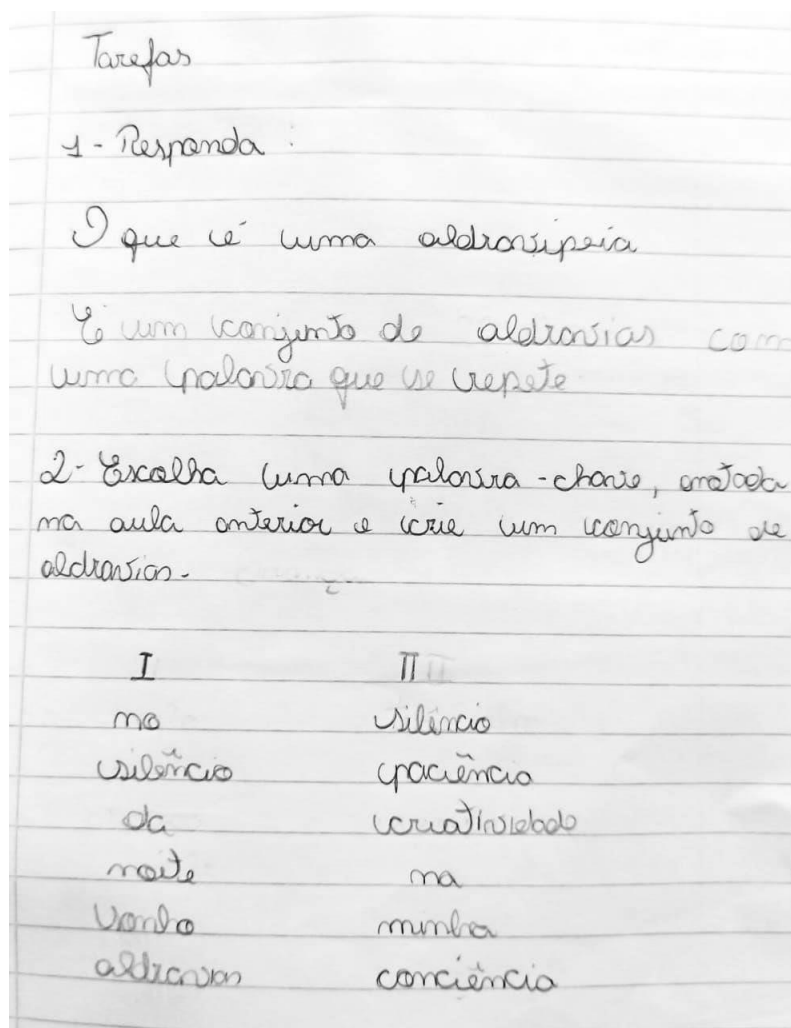 Tarefas
1- Responda:
O que é uma aldravipeia
É um conjunto de aldravias com
uma palavra que se repete
2- Escolha uma palavra-chave, anotada
na aula anterior e crie um conjunto de
aldravias.
I II
no silêncio
silêncio paciência
da criatividade
noite na
sonho minha
aldravias conciência